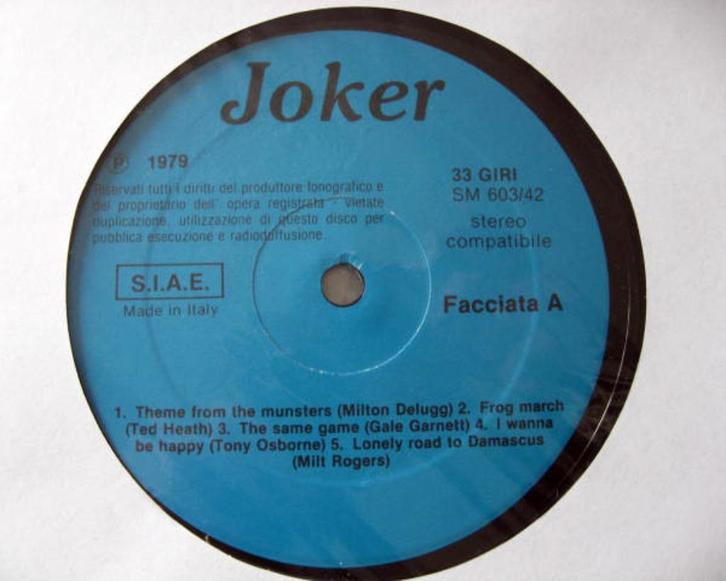 Joker
℗ 1979
Riservati tutti i diritti del produttore fonografico e
del proprietario dell' opera registrata - Vietate
duplicazione, utilizzazione di questo disco per
pubblica esecuzione e radiodiffusione.
S.I.A.E.
Made in Italy
33 GIRI
SM 603/42
stereo
compatibile
Facciata A
1. Theme from the munsters (Milton Delugg) 2. Frog march
(Ted Heath) 3. The same game (Gale Garnett) 4. I wanna
be happy (Tony Osborne) 5. Lonely road to Damascus
(Milt Rogers)